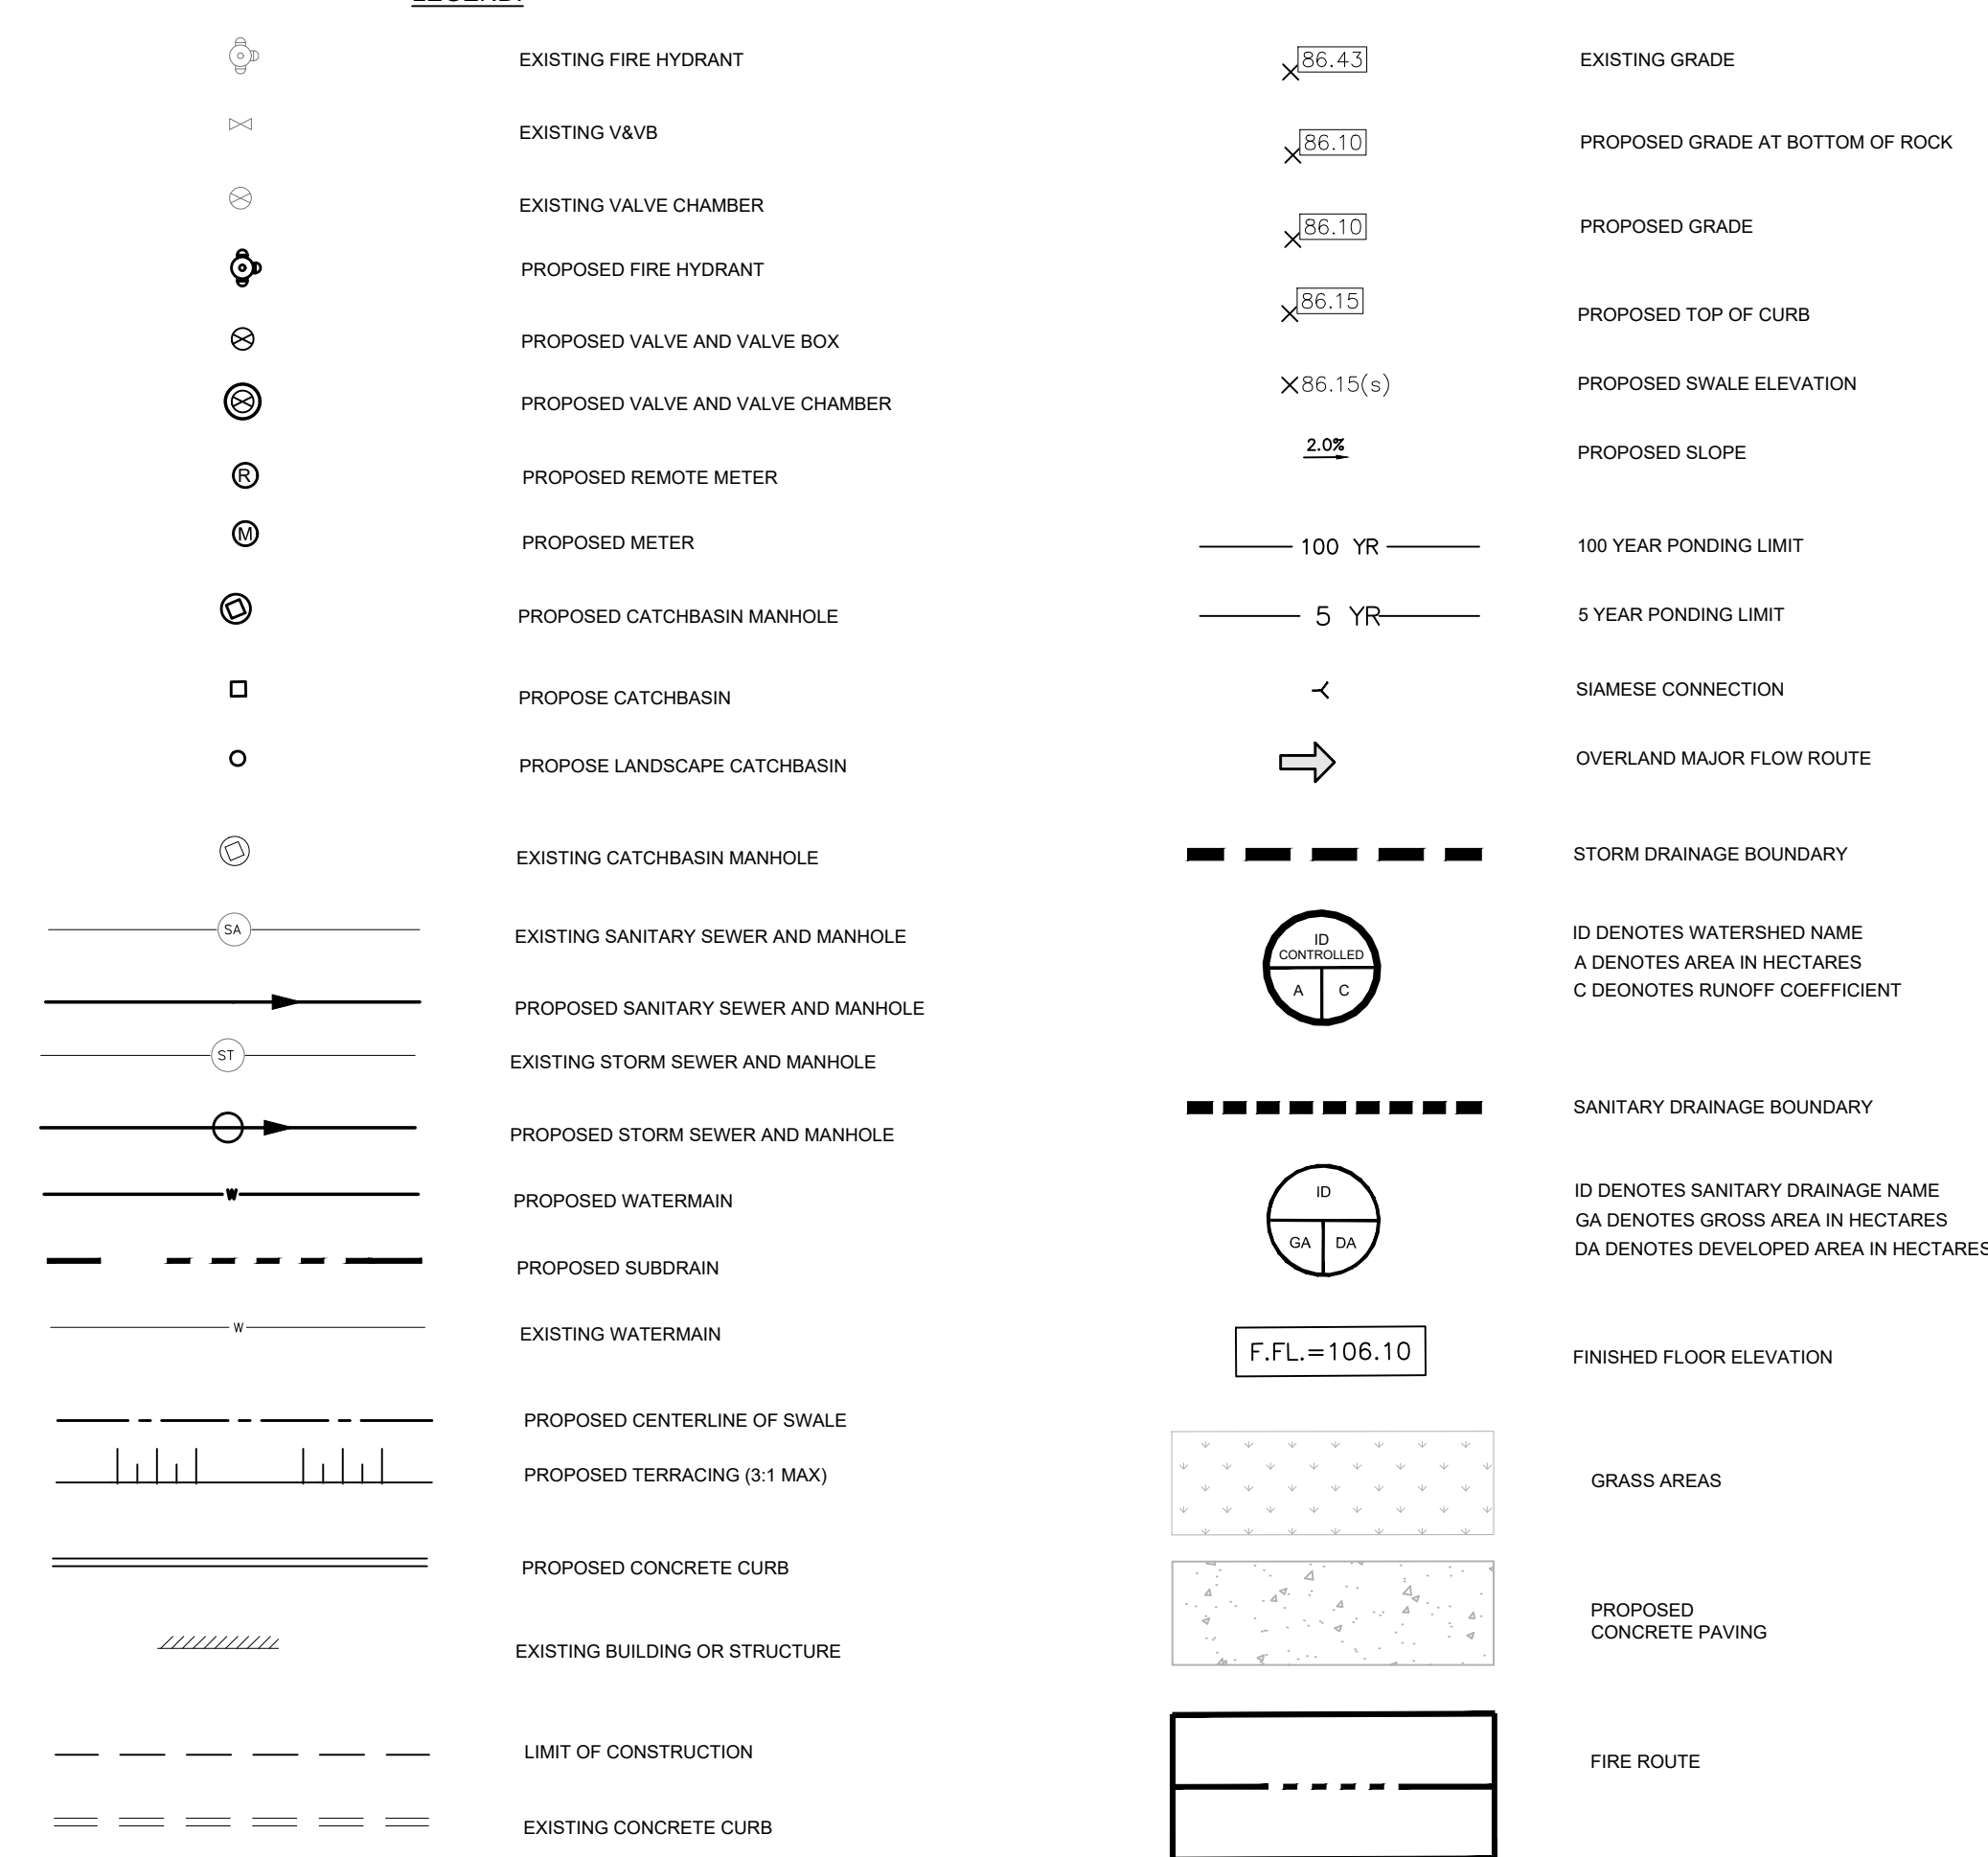 LEGEND:
EXISTING FIRE HYDRANT
EXISTING V&VB
EXISTING VALVE CHAMBER
PROPOSED FIRE HYDRANT
PROPOSED VALVE AND VALVE BOX
PROPOSED VALVE AND VALVE CHAMBER
R PROPOSED REMOTE METER
M PROPOSED METER
PROPOSED CATCHBASIN MANHOLE
PROPOSE CATCHBASIN
PROPOSE LANDSCAPE CATCHBASIN
EXISTING CATCHBASIN MANHOLE
SA EXISTING SANITARY SEWER AND MANHOLE
PROPOSED SANITARY SEWER AND MANHOLE
ST EXISTING STORM SEWER AND MANHOLE
PROPOSED STORM SEWER AND MANHOLE
W PROPOSED WATERMAIN
PROPOSED SUBDRAIN
W EXISTING WATERMAIN
PROPOSED CENTERLINE OF SWALE
PROPOSED TERRACING (3:1 MAX)
PROPOSED CONCRETE CURB
EXISTING BUILDING OR STRUCTURE
LIMIT OF CONSTRUCTION
EXISTING CONCRETE CURB
86.43 EXISTING GRADE
86.10 PROPOSED GRADE AT BOTTOM OF ROCK
86.10 PROPOSED GRADE
86.15 PROPOSED TOP OF CURB
86.15(s) PROPOSED SWALE ELEVATION
2.0% PROPOSED SLOPE
100 YR 100 YEAR PONDING LIMIT
5 YR 5 YEAR PONDING LIMIT
SIAMESE CONNECTION
OVERLAND MAJOR FLOW ROUTE
STORM DRAINAGE BOUNDARY
ID
CONTROLLED
A C
ID DENOTES WATERSHED NAME
A DENOTES AREA IN HECTARES
C DEONOTES RUNOFF COEFFICIENT
SANITARY DRAINAGE BOUNDARY
ID
GA DA
ID DENOTES SANITARY DRAINAGE NAME
GA DENOTES GROSS AREA IN HECTARES
DA DENOTES DEVELOPED AREA IN HECTARES
F.FL.=106.10 FINISHED FLOOR ELEVATION
GRASS AREAS
PROPOSED
CONCRETE PAVING
FIRE ROUTE